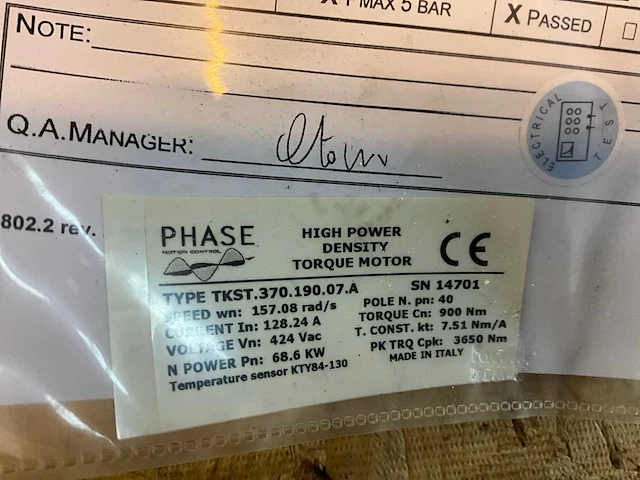 X PMAX 5 BAR
X PASSED
NOTE:
Q.A.MANAGER:
ELECTRICAL TEST
802.2 rev.
PHASE
MOTION CONTROL
HIGH POWER
DENSITY
TORQUE MOTOR
CE
TYPE TKST.370.190.07.A
SN 14701
SPEED wn: 157.08 rad/s
POLE N. pn: 40
CURRENT In: 128.24 A
TORQUE Cn: 900 Nm
VOLTAGE Vn: 424 Vac
T. CONST. kt: 7.51 Nm/A
N POWER Pn: 68.6 KW
PK TRQ Cpk: 3650 Nm
Temperature sensor KTY84-130
MADE IN ITALY